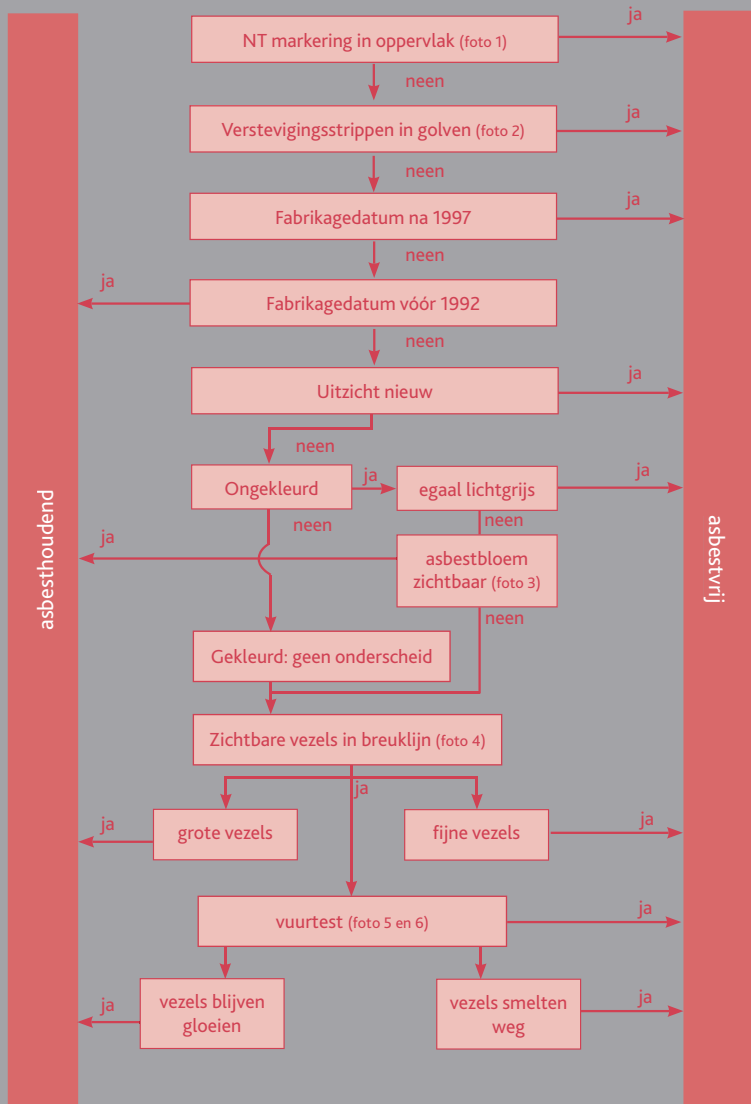 ja
NT markering in oppervlak (foto 1)
neen
ja
Verstevigingsstrippen in golven (foto 2)
neen
ja
Fabrikagedatum na 1997
neen
ja
Fabrikagedatum vóór 1992
neen
ja
Uitzicht nieuw
neen
ja
Ongekleurd
ja
egaal lichtgrijs
neen
neen
ja
asbestbloem
zichtbaar (foto 3)
neen
Gekleurd: geen onderscheid
Zichtbare vezels in breuklijn (foto 4)
ja
ja
grote vezels
fijne vezels
ja
vuurtest (foto 5 en 6)
ja
ja
vezels blijven
gloeien
vezels smelten
weg
ja
asbesthoudend
asbestvrij